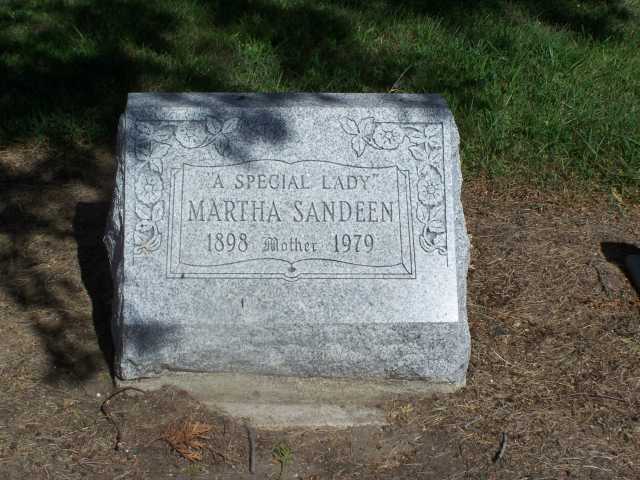 "A SPECIAL LADY"
MARTHA SANDEEN
1898 Mother 1979